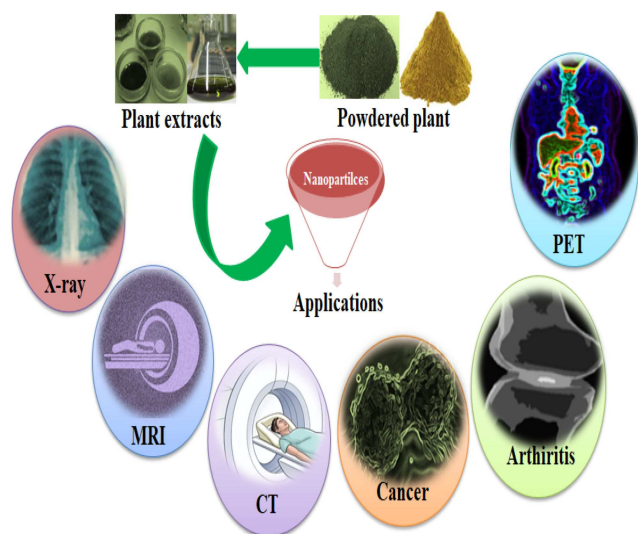 Plant extracts
Powdered plant
Nanopartilces
Applications
X-ray
MRI
CT
Cancer
Arthiritis
PET